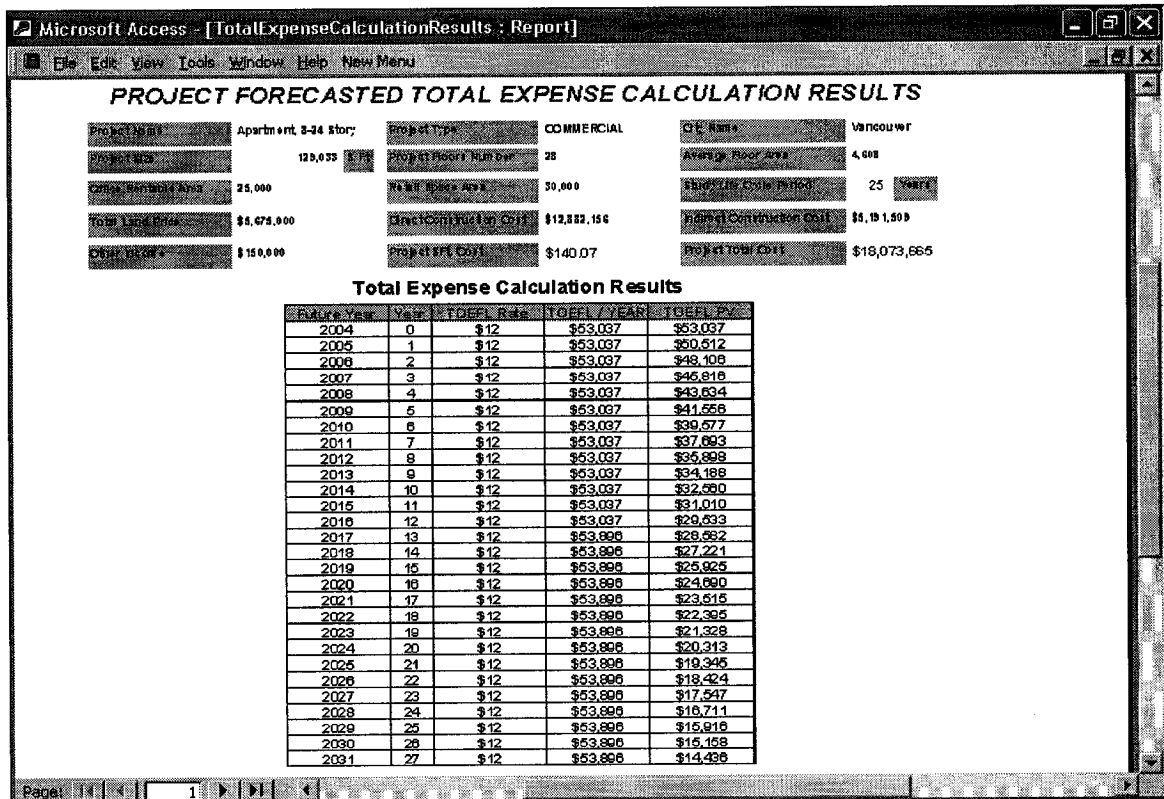 Microsoft Access - [TotalExpenseCalculationResults : Report]
File Edit View Tools Window Help New Menu
PROJECT FORECASTED TOTAL EXPENSE CALCULATION RESULTS
Project Name Apartment, 8-24 Story Project Type COMMERCIAL City Name Vancouver
Project Size 129,033 S Ft Project Floors Number 28 Average Floor Area 4,608
Office Rentable Area 25,000 Retail Space Area 30,000 Study Life Cycle Period 25 Years
Total Land Price $5,675,000 Direct Construction Cost $12,882,156 Indirect Construction Cost $5,191,509
Other Income $150,000 Project SFL Cost $140.07 Project Total Cost $18,073,665
Total Expense Calculation Results
Future Year Year TOEFL Rate TOEFL / YEAR TOEFL PV
2004 0 $12 $53,037 $53,037
2005 1 $12 $53,037 $50,512
2006 2 $12 $53,037 $48,106
2007 3 $12 $53,037 $45,816
2008 4 $12 $53,037 $43,634
2009 5 $12 $53,037 $41,556
2010 6 $12 $53,037 $39,577
2011 7 $12 $53,037 $37,693
2012 8 $12 $53,037 $35,898
2013 9 $12 $53,037 $34,188
2014 10 $12 $53,037 $32,560
2015 11 $12 $53,037 $31,010
2016 12 $12 $53,037 $29,533
2017 13 $12 $53,896 $28,582
2018 14 $12 $53,896 $27,221
2019 15 $12 $53,896 $25,925
2020 16 $12 $53,896 $24,690
2021 17 $12 $53,896 $23,515
2022 18 $12 $53,896 $22,395
2023 19 $12 $53,896 $21,328
2024 20 $12 $53,896 $20,313
2025 21 $12 $53,896 $19,345
2026 22 $12 $53,896 $18,424
2027 23 $12 $53,896 $17,547
2028 24 $12 $53,896 $16,711
2029 25 $12 $53,896 $15,916
2030 26 $12 $53,896 $15,158
2031 27 $12 $53,896 $14,436
Page: 1